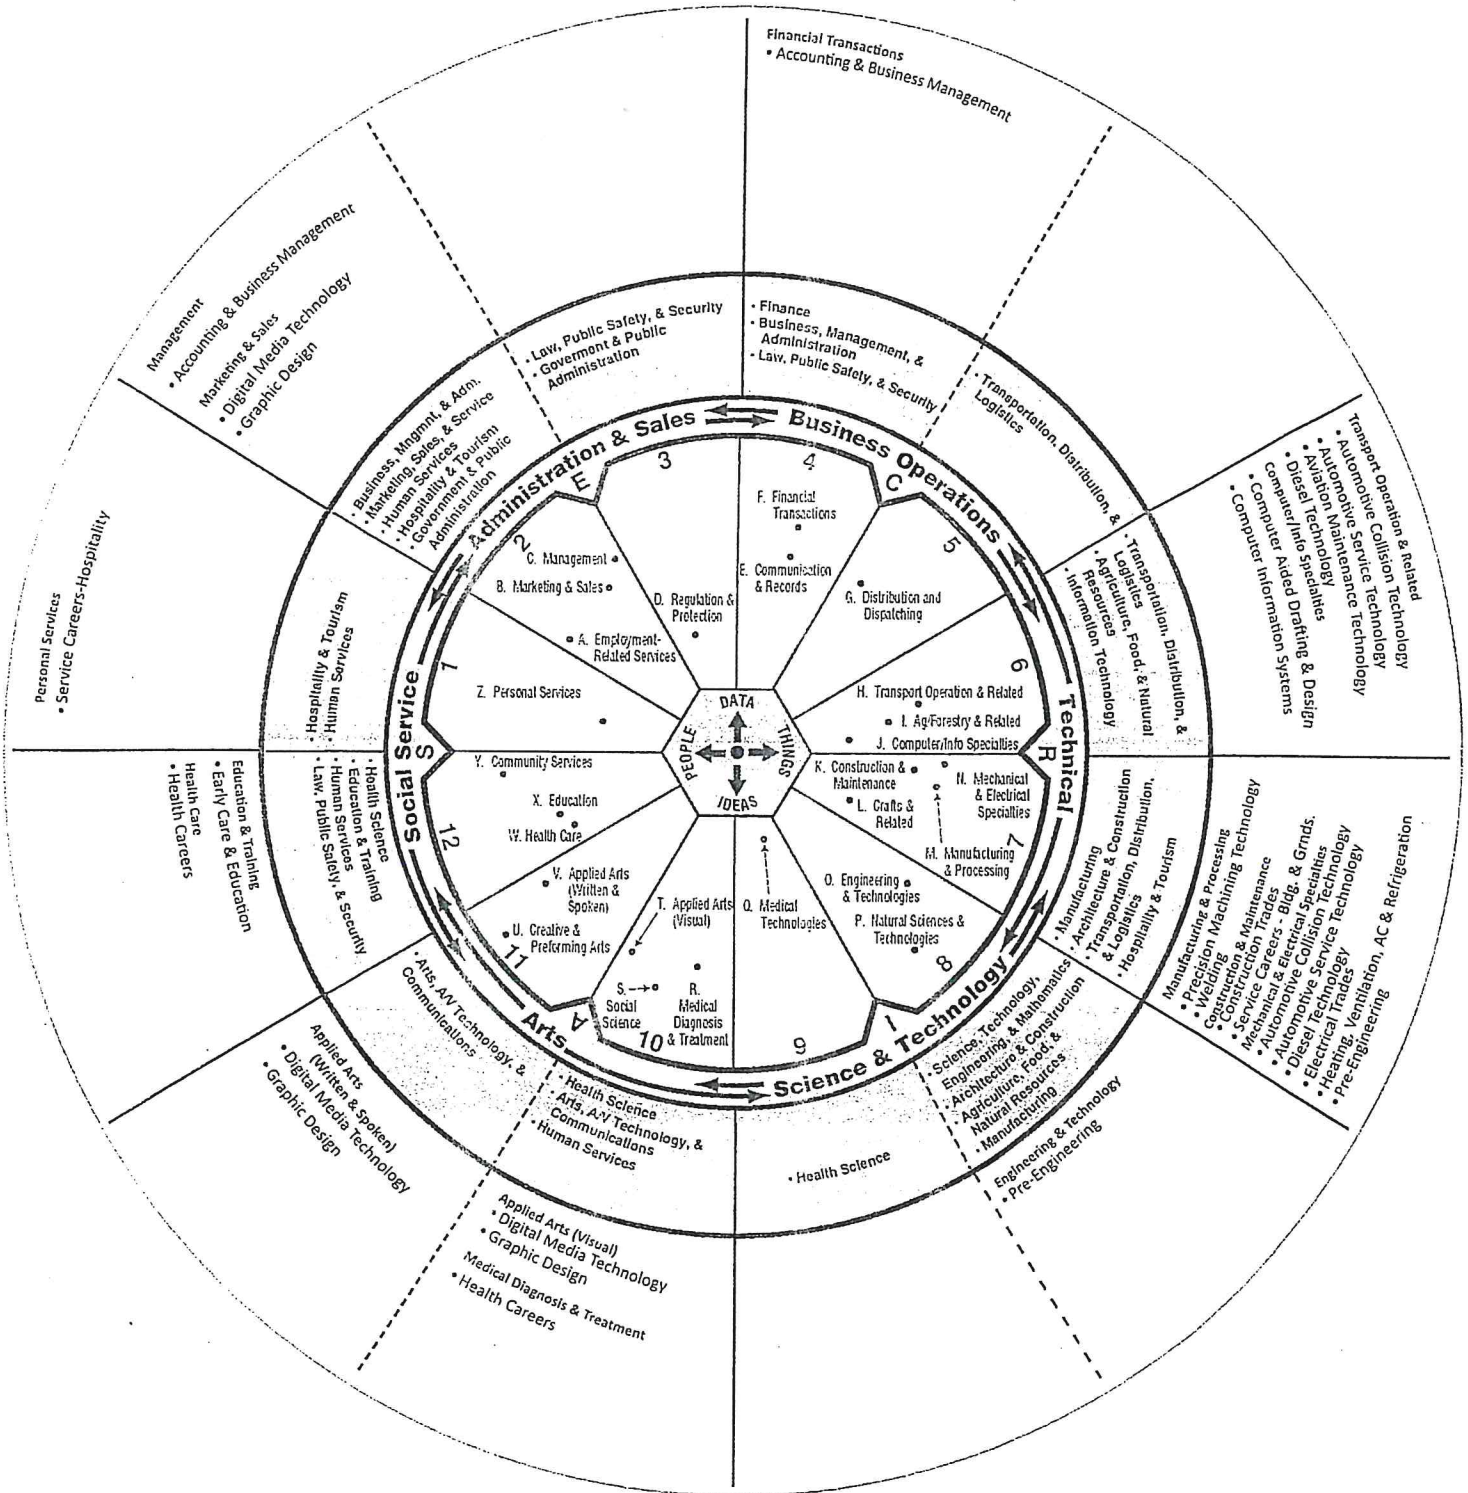 Financial Transactions
• Accounting & Business Management
Management
• Accounting & Business Management
Marketing & Sales
• Digital Media Technology
• Graphic Design
Personal Services
• Service Careers-Hospitality
Education & Training
• Early Care & Education
Health Care
• Health Careers
Applied Arts
(Written & Spoken)
• Digital Media Technology
• Graphic Design
Applied Arts (Visual)
• Digital Media Technology
• Graphic Design
Medical Diagnosis & Treatment
• Health Careers
Engineering & Technology
• Pre-Engineering
Manufacturing & Processing
• Precision Machining Technology
• Welding
Construction & Maintenance
• Construction Trades
• Service Careers - Bldg. & Grnds.
Mechanical & Electrical Specialties
• Automotive Collision Technology
• Automotive Service Technology
• Diesel Technology
• Electrical Trades
• Heating, Ventilation, AC & Refrigeration
• Pre-Engineering
Transport Operation & Related
• Automotive Collision Technology
• Automotive Service Technology
• Aviation Maintenance Technology
• Diesel Technology
Computer/Info Specialties
• Computer Aided Drafting & Design
• Computer Information Systems
• Law, Public Safety, & Security
• Goverment & Public
Administration
• Finance
• Business, Management, &
Administration
• Law, Public Safety, & Security
• Transportation, Distribution, &
Logistics
• Transportation, Distribution, &
Logistics
• Agriculture, Food, & Natural
Resources
• Information Technology
• Manufacturing
• Architecture & Construction
• Transportation, Distribution,
& Logistics
• Hospitality & Tourism
• Science, Technology,
Engineering, & Mathematics
• Architecture & Construction
• Agriculture, Food, &
Natural Resources
• Manufacturing
• Health Science
• Health Science
• Arts, A/V Technology, &
Communications
• Human Services
• Arts, A/V Technology, &
Communications
• Health Science
• Education & Training
• Human Services
• Law, Public Safety, & Security
• Hospitality & Tourism
• Human Services
• Business, Mngmnt, & Adm.
• Marketing, Sales, & Service
• Human Services
• Hospitality & Tourism
• Government & Public
Administration
Administration & Sales
Business Operations
Technical
Science & Technology
Arts
Social Service
E
C
R
I
A
S
1
2
3
4
5
6
7
8
9
10
11
12
F. Financial
Transactions
E. Communication
& Records
G. Distribution and
Dispatching
C. Management
B. Marketing & Sales
D. Regulation &
Protection
A. Employment-
Related Services
Z. Personal Services
H. Transport Operation & Related
I. Ag/Forestry & Related
J. Computer/Info Specialties
K. Construction &
Maintenance
N. Mechanical
& Electrical
Specialties
L. Crafts &
Related
M. Manufacturing
& Processing
O. Engineering
& Technologies
P. Natural Sciences &
Technologies
Q. Medical
Technologies
R.
Medical
Diagnosis
& Treatment
S.
Social
Science
T. Applied Arts
(Visual)
U. Creative &
Preforming Arts
V. Applied Arts
(Written &
Spoken)
W. Health Care
X. Education
Y. Community Services
DATA
THINGS
IDEAS
PEOPLE